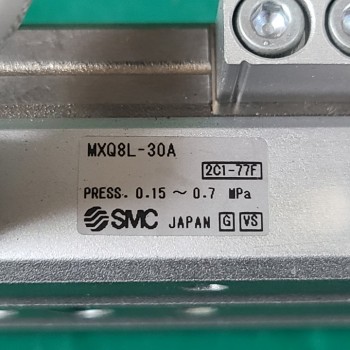 MXQ8L-30A
2C1-77F
PRESS. 0.15 ~ 0.7 MPa
SMC JAPAN G VS